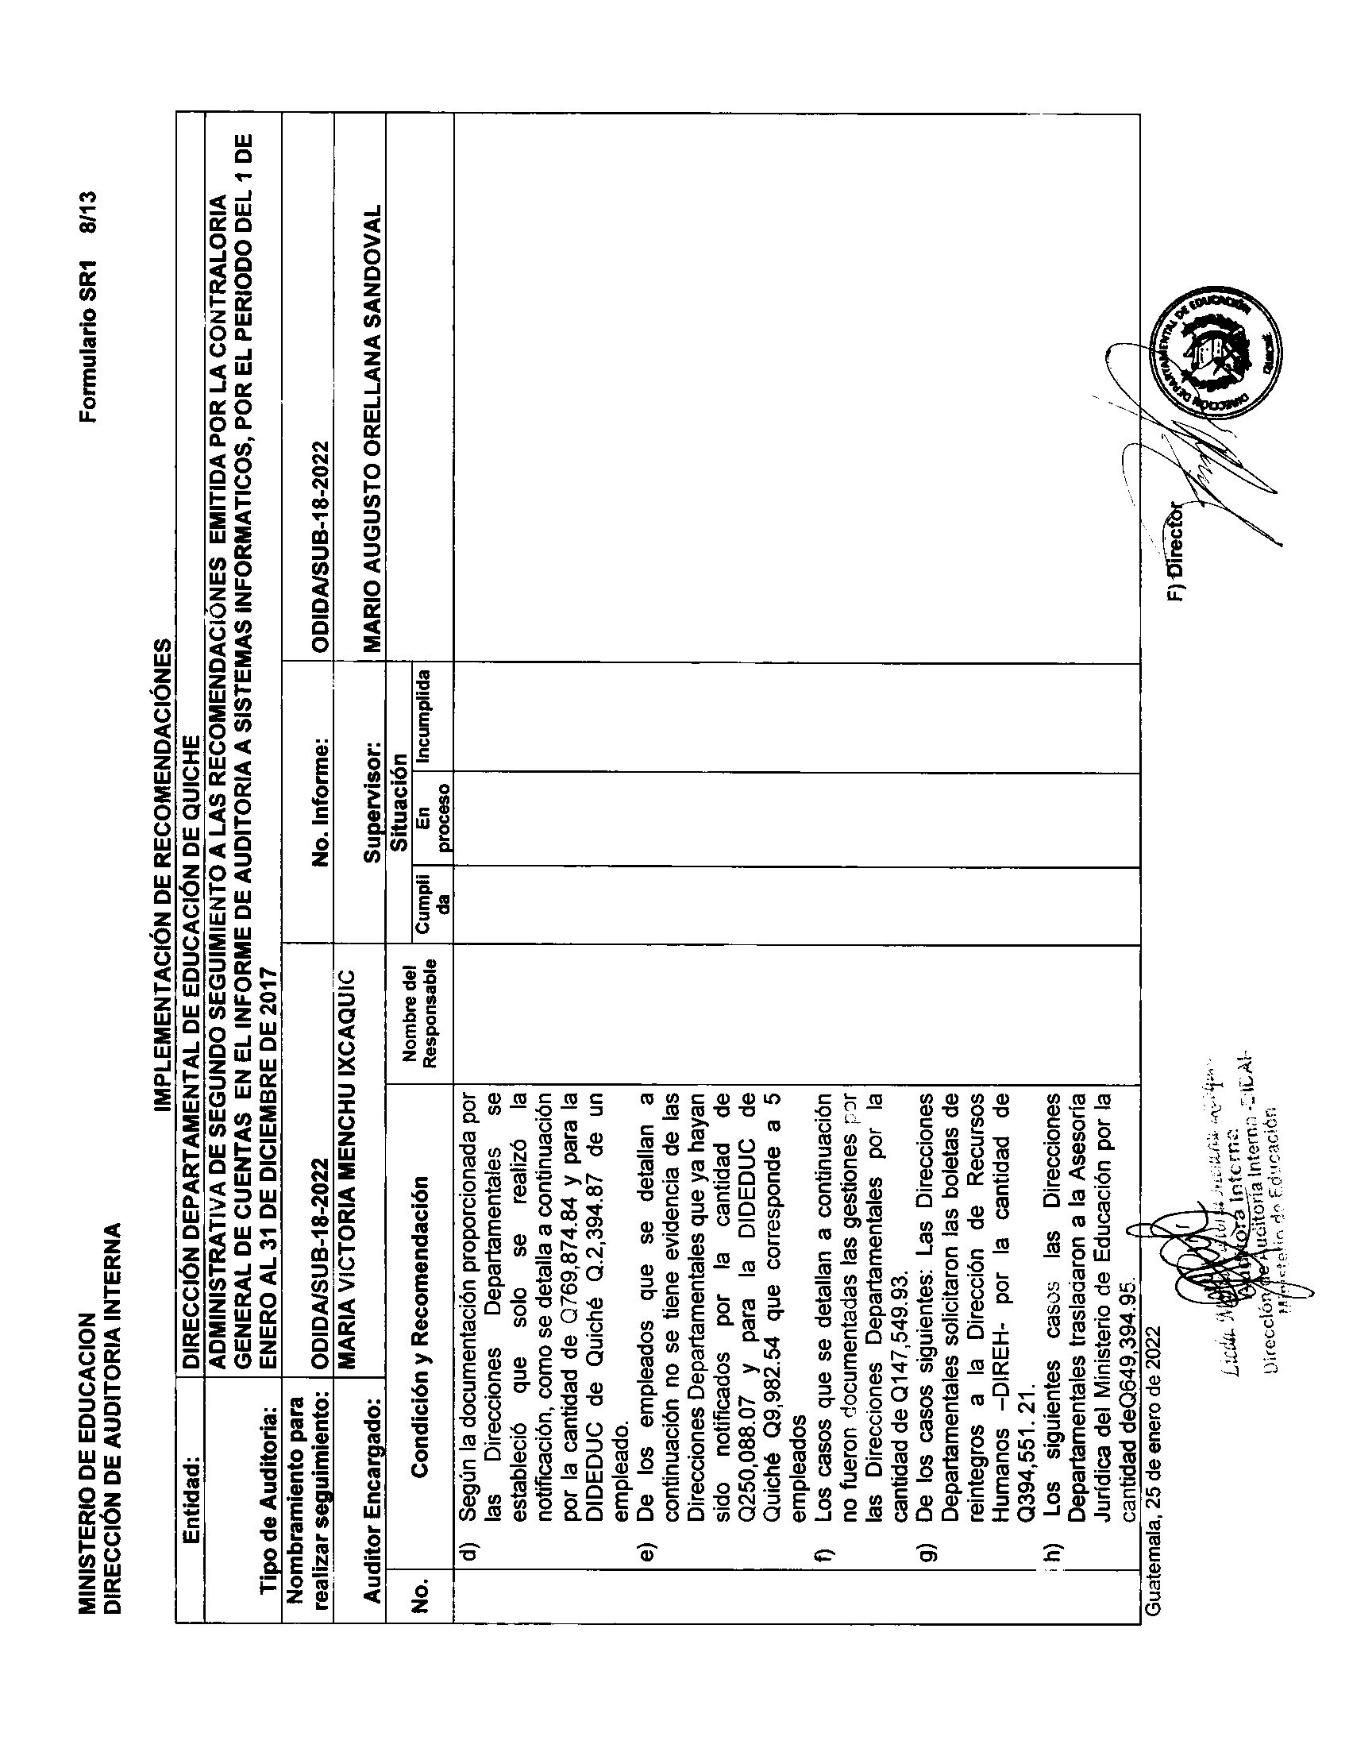 MINISTERIO DE EDUCACION
DIRECCIÓN DE AUDITORIA INTERNA
Formulario SR1 8/13
IMPLEMENTACIÓN DE RECOMENDACIÓNES
Entidad: DIRECCIÓN DEPARTAMENTAL DE EDUCACIÓN DE QUICHE
Tipo de Auditoria: ADMINISTRATIVA DE SEGUNDO SEGUIMIENTO A LAS RECOMENDACIÓNES EMITIDA POR LA CONTRALORIA
GENERAL DE CUENTAS EN EL INFORME DE AUDITORIA A SISTEMAS INFORMATICOS, POR EL PERIODO DEL 1 DE
ENERO AL 31 DE DICIEMBRE DE 2017
Nombramiento para
realizar seguimiento: ODIDA/SUB-18-2022 No. Informe: ODIDA/SUB-18-2022
Auditor Encargado: MARIA VICTORIA MENCHU IXCAQUIC Supervisor: MARIO AUGUSTO ORELLANA SANDOVAL
No. Condición y Recomendación
Nombre del
Responsable
Situación
Cumpli
da
En
proceso
Incumplida
d) Según la documentación proporcionada por
las Direcciones Departamentales se
estableció que solo se realizó la
notificación, como se detalla a continuación
por la cantidad de Q769,874.84 y para la
DIDEDUC de Quiché Q.2,394.87 de un
empleado.
e) De los empleados que se detallan a
continuación no se tiene evidencia de las
Direcciones Departamentales que ya hayan
sido notificados por la cantidad de
Q250,088.07 y para la DIDEDUC de
Quiché Q9,982.54 que corresponde a 5
empleados
f) Los casos que se detallan a continuación
no fueron documentadas las gestiones por
las Direcciones Departamentales por la
cantidad de Q147,549.93.
g) De los casos siguientes: Las Direcciones
Departamentales solicitaron las boletas de
reintegros a la Dirección de Recursos
Humanos –DIREH- por la cantidad de
Q394,551. 21.
h) Los siguientes casos las Direcciones
Departamentales trasladaron a la Asesoría
Jurídica del Ministerio de Educación por la
cantidad deQ649,394.95.
Guatemala, 25 de enero de 2022
Auditora Interna
Dirección de Auditoria Interna -DIDAI-
Ministerio de Educación
F) Director
DIRECCIÓN DEPARTAMENTAL DE EDUCACIÓN
QUICHÉ